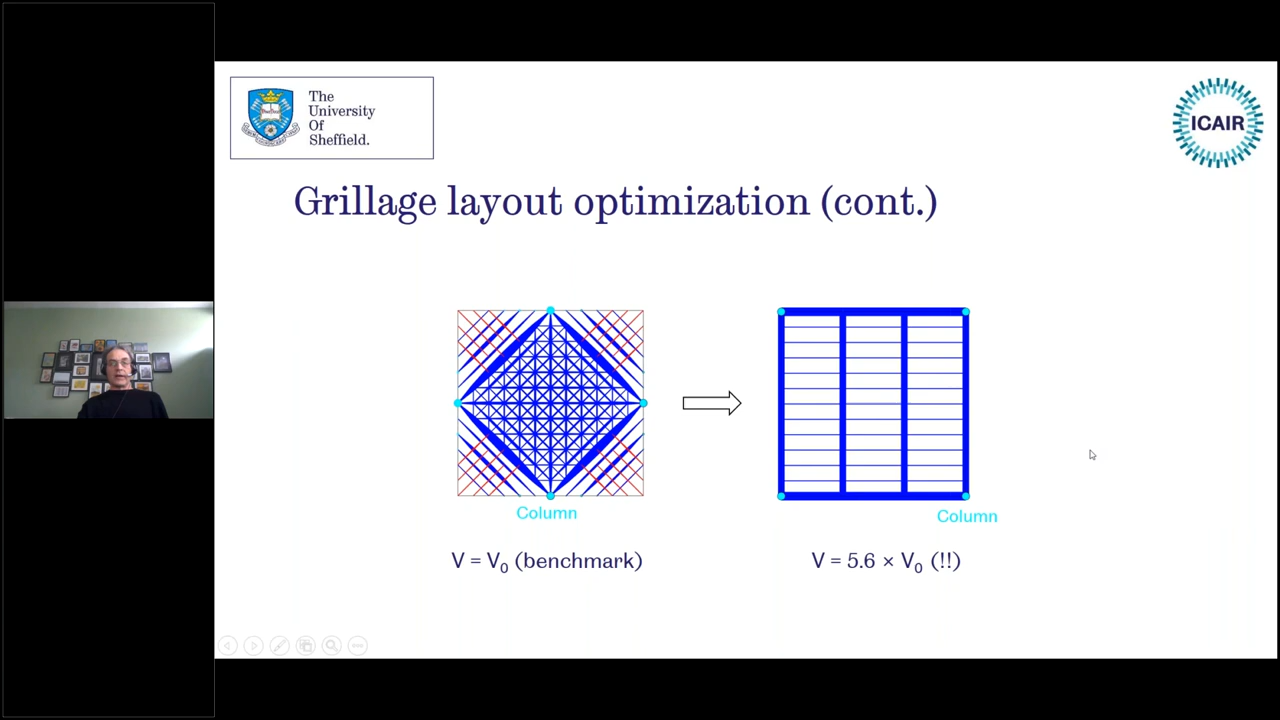 The
University
Of
Sheffield.
ICAIR
Grillage layout optimization (cont.)
Column
Column
V = V₀ (benchmark)
V = 5.6 × V₀ (!!)